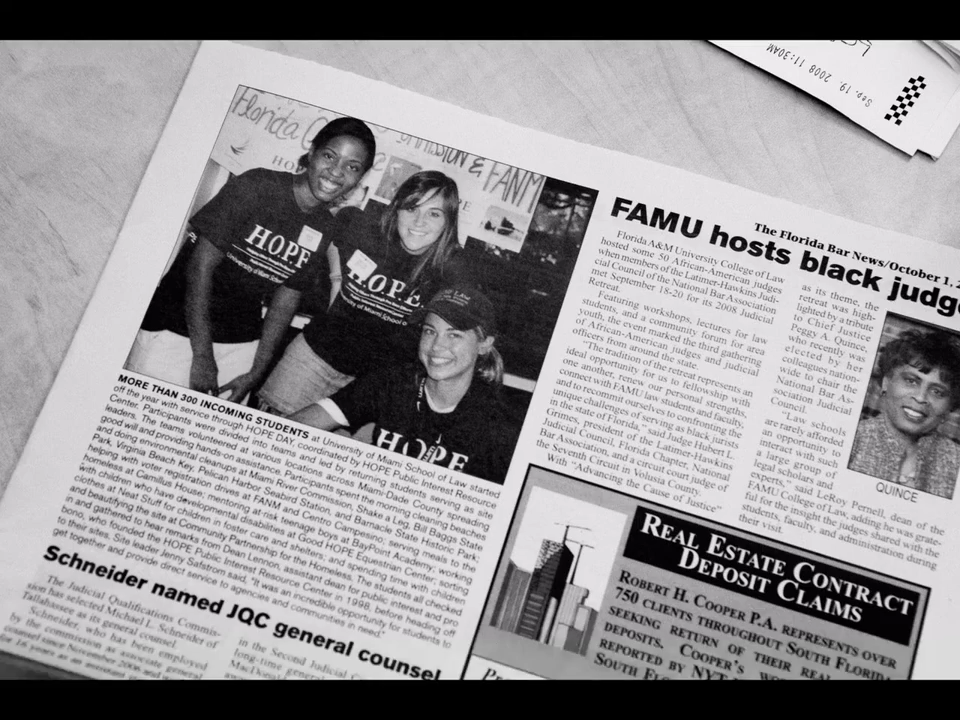 Sep. 19. 2008 11:30AM
The Florida Bar News/October 1, 2
Florida
& FANM
HOPE
University of Miami School
H.O.P.E.
University of Miami School o
HOPE
MORE THAN 300 INCOMING STUDENTS at University of Miami School of Law started
off the year with service through HOPE DAY, coordinated by HOPE Public Interest Resource
Center. Participants were divided into teams and led by returning students serving as site
leaders. The teams volunteered at various locations across Miami-Dade County spreading
good will and providing hands-on assistance. Participants spent the morning cleaning beaches
and doing environmental cleanups at Miami River Commission, Shake a Leg, Bill Baggs State
Park, Virginia Beach Key, Pelican Harbor Seabird Station, and Barnacle State Historic Park;
helping with voter registration drives at FANM and Centro Campesino; serving meals to the
homeless at Camillus House; mentoring at-risk teenage boys at BayPoint Academy; working
with children who have developmental disabilities at Good HOPE Equestrian Center; sorting
clothes at Neat Stuff for children in foster care and shelters; and spending time with children
and beautifying the site at Community Partnership for the Homeless. The students all checked
in and gathered to hear remarks from Dean Lennon, assistant dean for public interest and pro
bono, who founded the HOPE Public Interest Resource Center in 1998, before heading off
to their sites. Site leader Jenny Safstrom said, "It was an incredible opportunity for students to
get together and provide direct service to agencies and communities in need."
Schneider named JQC general counsel
The Judicial Qualifications Commis-
sion has selected Michael L. Schneider of
Tallahassee as its general counsel.
Schneider, who has been employed
by the commission as associate general
counsel since November 2006
in the Second Judicial
long-time general
FAMU hosts black judge
Florida A&M University College of Law
hosted some 50 African-American judges
when members of the Latimer-Hawkins Judi-
cial Council of the National Bar Association
met September 18-20 for its 2008 Judicial
Retreat.
Featuring workshops, lectures for law
students, and a community forum for area
youth, the event marked the third gathering
of African-American judges and judicial
officers from around the state.
"The tradition of the retreat represents an
ideal opportunity for us to fellowship with
one another, renew our personal strengths,
connect with FAMU law students and faculty,
and to commit ourselves to confronting the
unique challenges of serving as black jurists
in the state of Florida," said Judge Hubert L.
Grimes, president of the Latimer-Hawkins
Judicial Council, Florida Chapter, National
Bar Association, and a circuit court judge of
the Seventh Circuit in Volusia County.
With "Advancing the Cause of Justice"
as its theme, the
retreat was high-
lighted by a tribute
to Chief Justice
Peggy A. Quince,
who recently was
elected by her
colleagues nation-
wide to chair the
National Bar As-
sociation Judicial
Council.
"Law schools
are rarely afforded
an opportunity to
interact with such
a large group of
legal scholars and
experts," said LeRoy Pernell, dean of the
FAMU College of Law, adding he was grate-
ful for the insight the judges shared with the
students, faculty, and administration during
their visit.
QUINCE
REAL ESTATE CONTRACT
DEPOSIT CLAIMS
ROBERT H. COOPER P.A. REPRESENTS OVER
750 CLIENTS THROUGHOUT SOUTH FLORIDA
SEEKING RETURN OF THEIR REAL
DEPOSITS. COOPER'S
REPORTED BY NYT
SOUTH